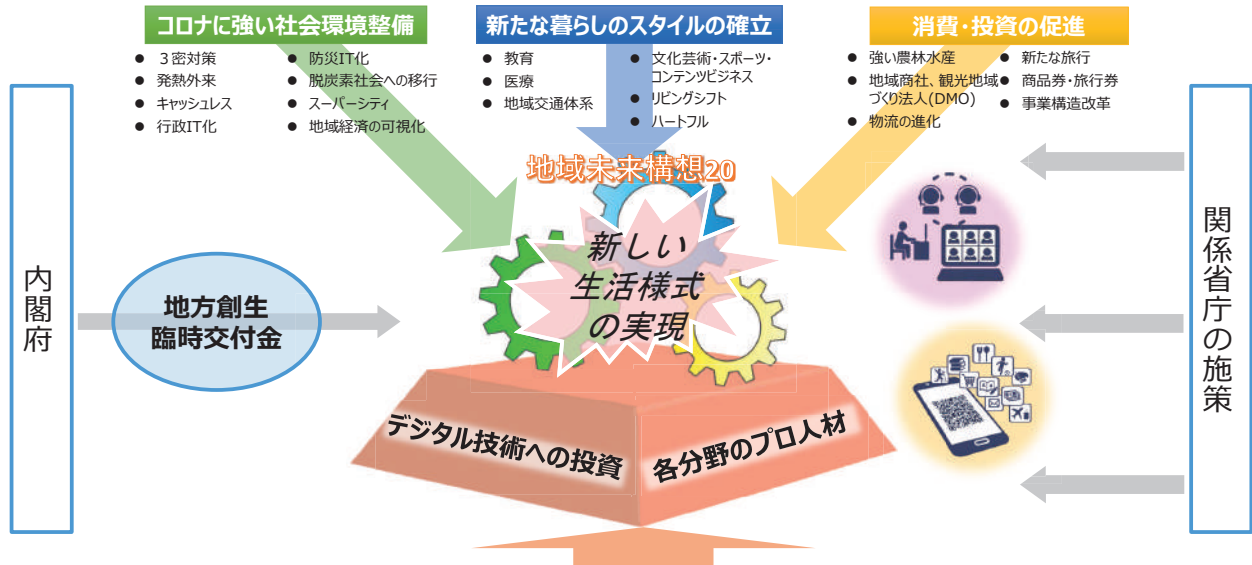 コロナに強い社会環境整備
● ３密対策
● 発熱外来
● キャッシュレス
● 行政IT化
● 防災IT化
● 脱炭素社会への移行
● スーパーシティ
● 地域経済の可視化
新たな暮らしのスタイルの確立
● 教育
● 医療
● 地域交通体系
● 文化芸術・スポーツ・
コンテンツビジネス
● リビングシフト
● ハートフル
消費・投資の促進
● 強い農林水産
● 地域商社、観光地域
づくり法人(DMO)
● 物流の進化
● 新たな旅行
● 商品券・旅行券
● 事業構造改革
地域未来構想20
新しい
生活様式
の実現
内閣府
地方創生
臨時交付金
関係省庁の施策
デジタル技術への投資
各分野のプロ人材